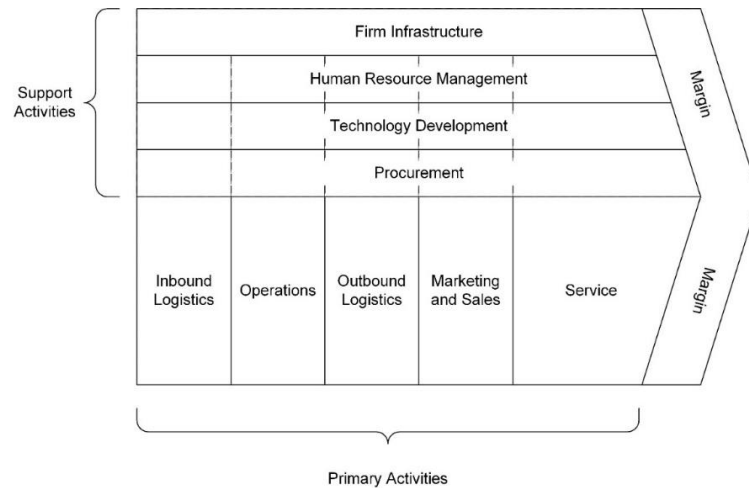 Firm Infrastructure
Human Resource Management
Support
Activities
Technology Development
Procurement
Margin
Inbound
Logistics
Operations
Outbound
Logistics
Marketing
and Sales
Service
Margin
Primary Activities